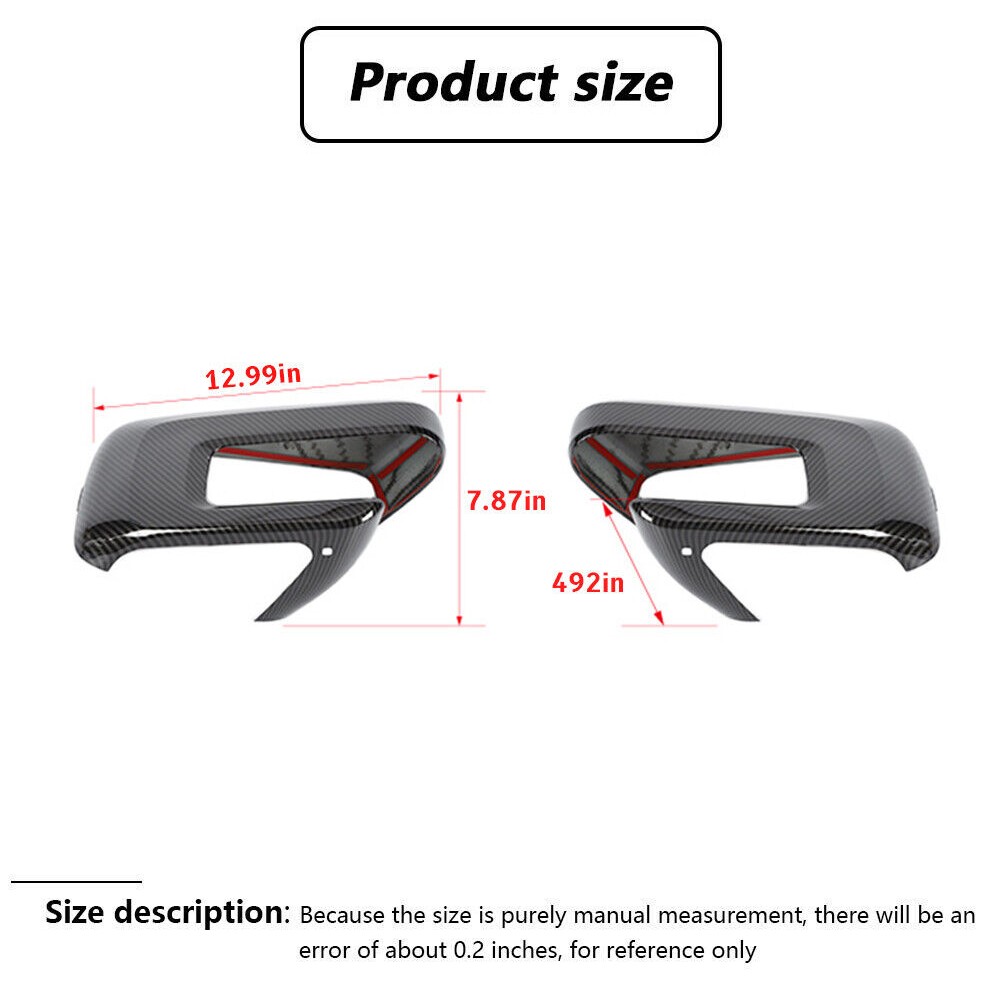 Product size
12.99in
7.87in
492in
Size description: Because the size is purely manual measurement, there will be an
error of about 0.2 inches, for reference only